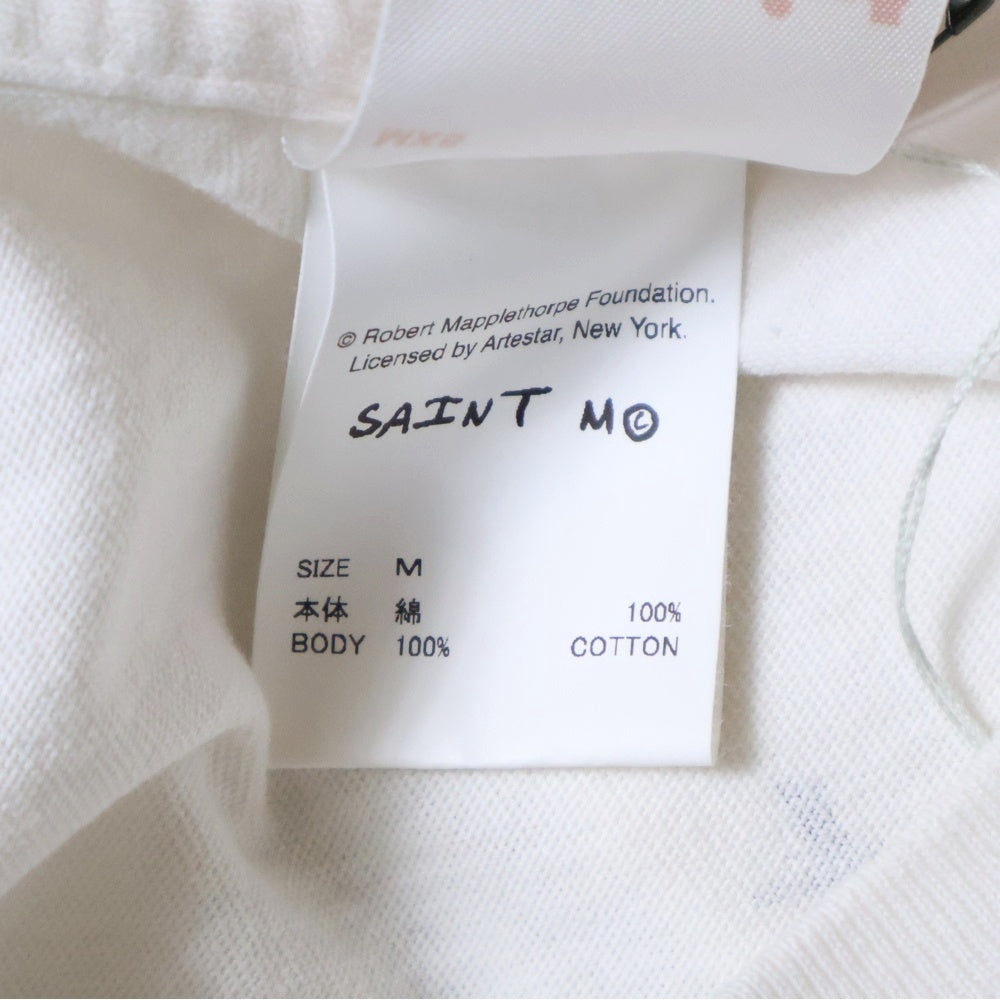 © Robert Mapplethorpe Foundation.
Licensed by Artestar, New York.
SAINT M©
SIZE M
本体 綿 100%
BODY 100% COTTON